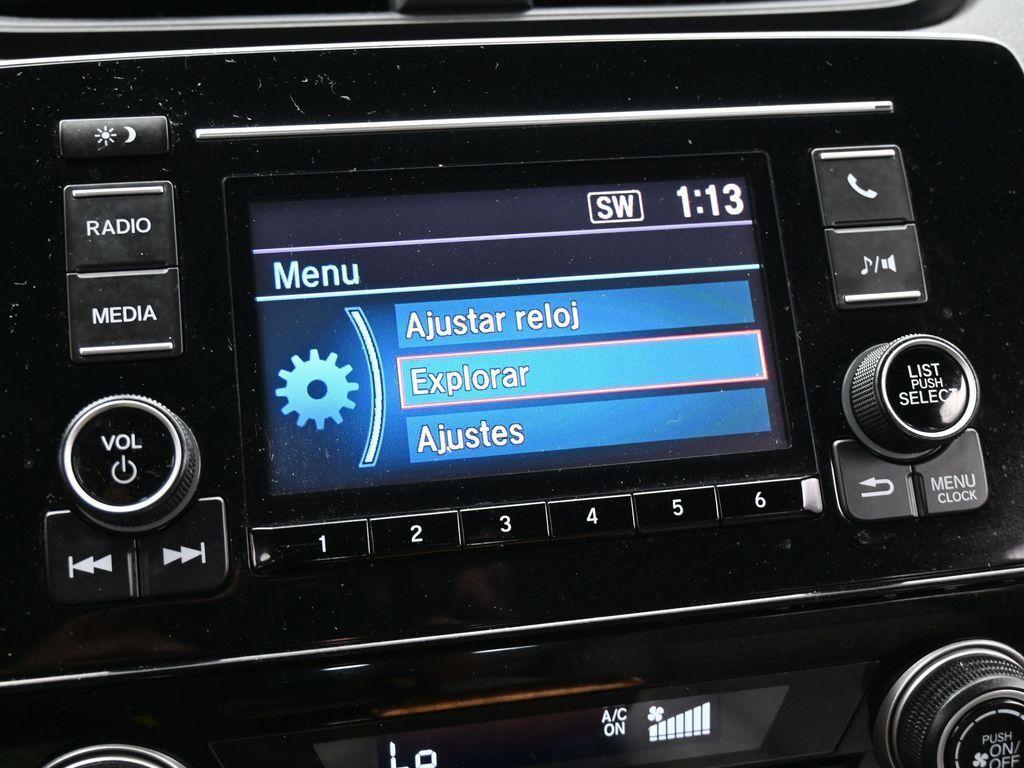 RADIO
MEDIA
VOL
SW 1:13
Menu
Ajustar reloj
Explorar
Ajustes
1 2 3 4 5 6
LIST
PUSH
SELECT
MENU
CLOCK
Lo
A/C
ON
PUSH
ON/
OFF